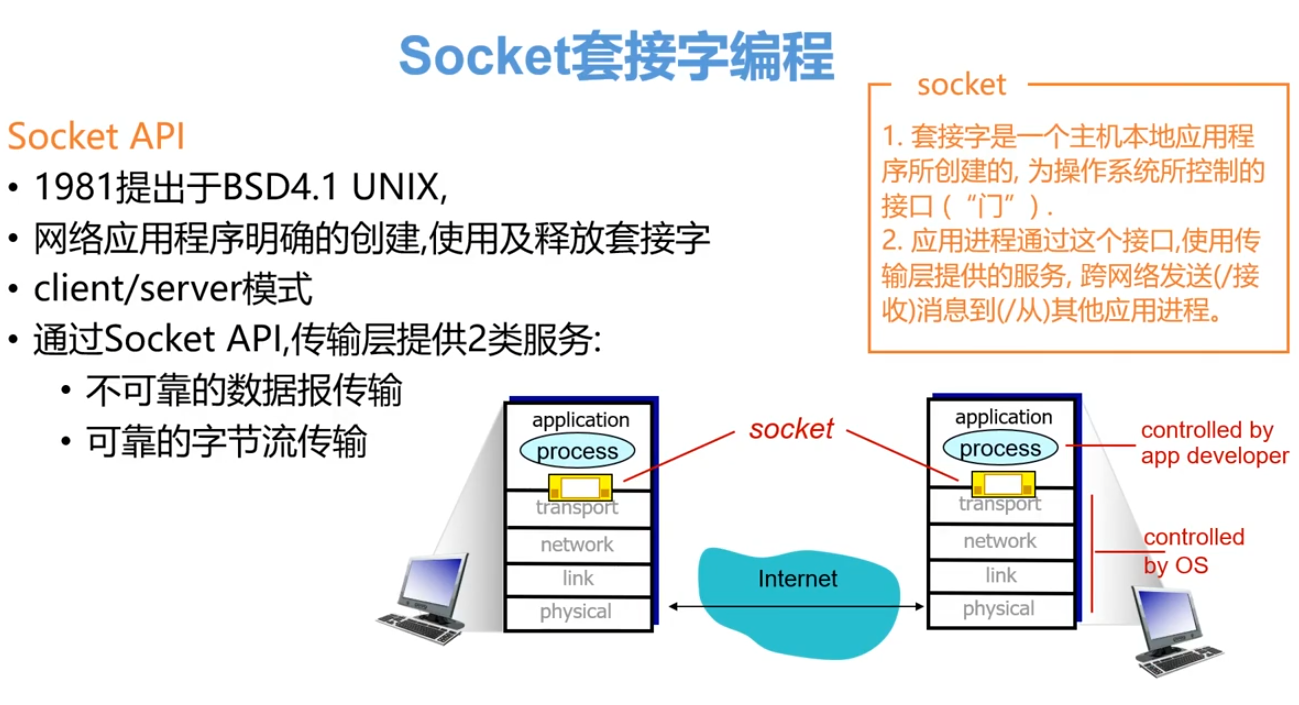 Socket套接字编程
Socket API
• 1981提出于BSD4.1 UNIX,
• 网络应用程序明确的创建,使用及释放套接字
• client/server模式
• 通过Socket API,传输层提供2类服务:
• 不可靠的数据报传输
• 可靠的字节流传输
socket
1. 套接字是一个主机本地应用程
序所创建的, 为操作系统所控制的
接口 (“门”) .
2. 应用进程通过这个接口,使用传
输层提供的服务, 跨网络发送(/接
收)消息到(/从)其他应用进程。
application
process
transport
network
link
physical
socket
Internet
application
process
transport
network
link
physical
controlled by
app developer
controlled
by OS